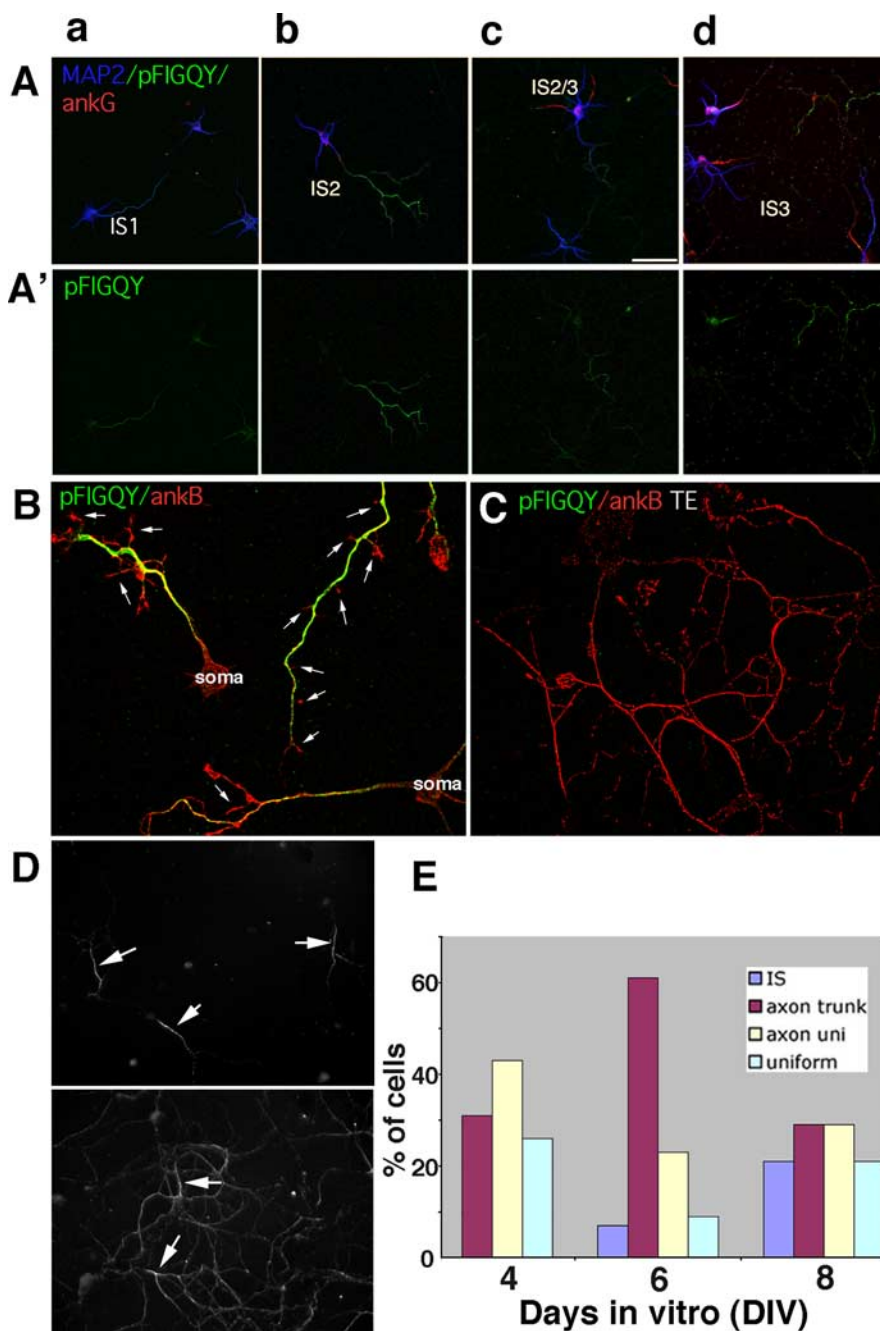 a b c d
A
MAP2/pFIGQY/
ankG
IS1
IS2
IS2/3
IS3
A'
pFIGQY
B
pFIGQY/ankB
soma
soma
C
pFIGQY/ankB TE
D
E
60
40
20
0
% of cells
IS
axon trunk
axon uni
uniform
4 6 8
Days in vitro (DIV)